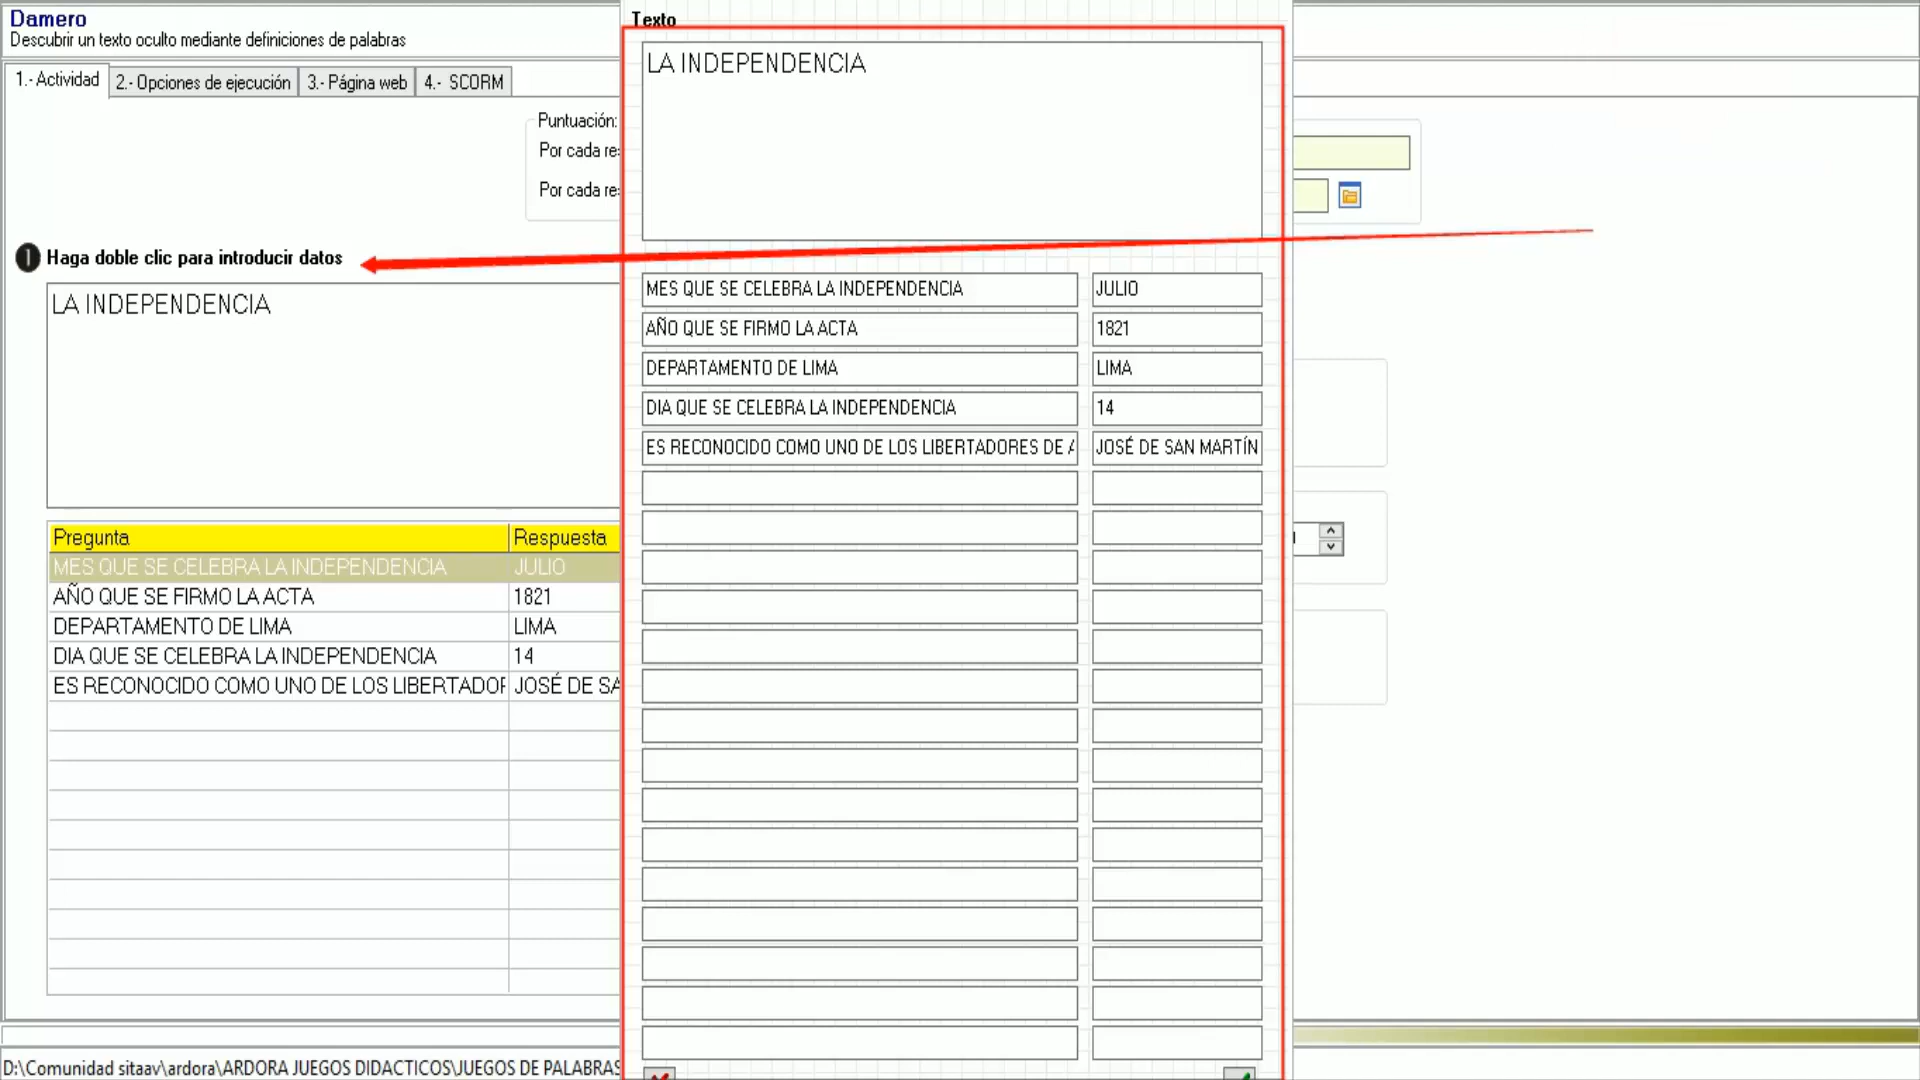 Damero
Descubrir un texto oculto mediante definiciones de palabras
1.- Actividad
2.- Opciones de ejecución
3.- Página web
4.- SCORM
Puntuación:
Por cada
Por cada
1 Haga doble clic para introducir datos
LA INDEPENDENCIA
Pregunta Respuesta
MES QUE SE CELEBRA LA INDEPENDENCIA JULIO
AÑO QUE SE FIRMO LA ACTA 1821
DEPARTAMENTO DE LIMA LIMA
DIA QUE SE CELEBRA LA INDEPENDENCIA 14
ES RECONOCIDO COMO UNO DE LOS JOSÉ DE
D:\Comunidad sitaav\ardora\ARDORA JUEGOS DIDACTICOS\JUEGOS DE PALABRAS
Texto
LA INDEPENDENCIA
MES QUE SE CELEBRA LA INDEPENDENCIA JULIO
AÑO QUE SE FIRMO LA ACTA 1821
DEPARTAMENTO DE LIMA LIMA
DIA QUE SE CELEBRA LA INDEPENDENCIA 14
ES RECONOCIDO COMO UNO DE LOS LIBERTADORES DE JOSÉ DE SAN MARTÍN